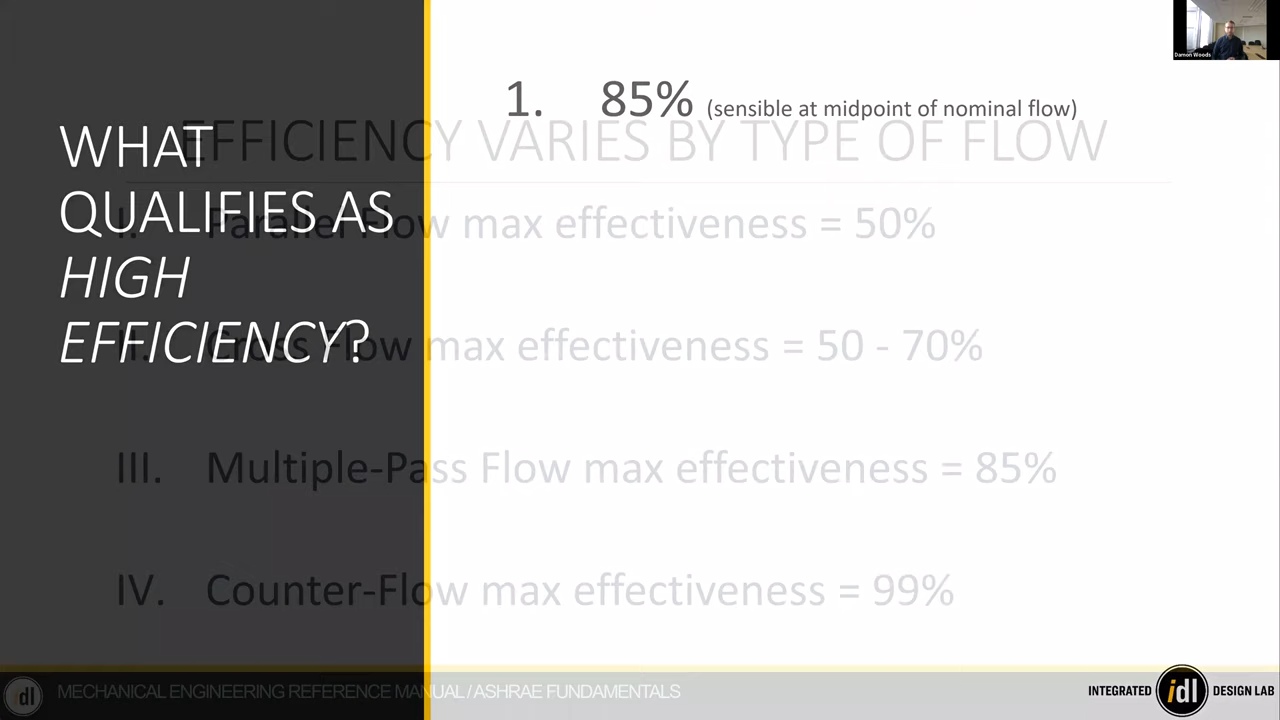 Damon Woods
1. 85% (sensible at midpoint of nominal flow)
EFFICIENCY VARIES BY TYPE OF FLOW
WHAT
QUALIFIES AS
HIGH
EFFICIENCY?
I. Parallel Flow max effectiveness = 50%
II. Cross Flow max effectiveness = 50 - 70%
III. Multiple-Pass Flow max effectiveness = 85%
IV. Counter-Flow max effectiveness = 99%
idl
MECHANICAL ENGINEERING REFERENCE MANUAL / ASHRAE FUNDAMENTALS
INTEGRATED idl DESIGN LAB